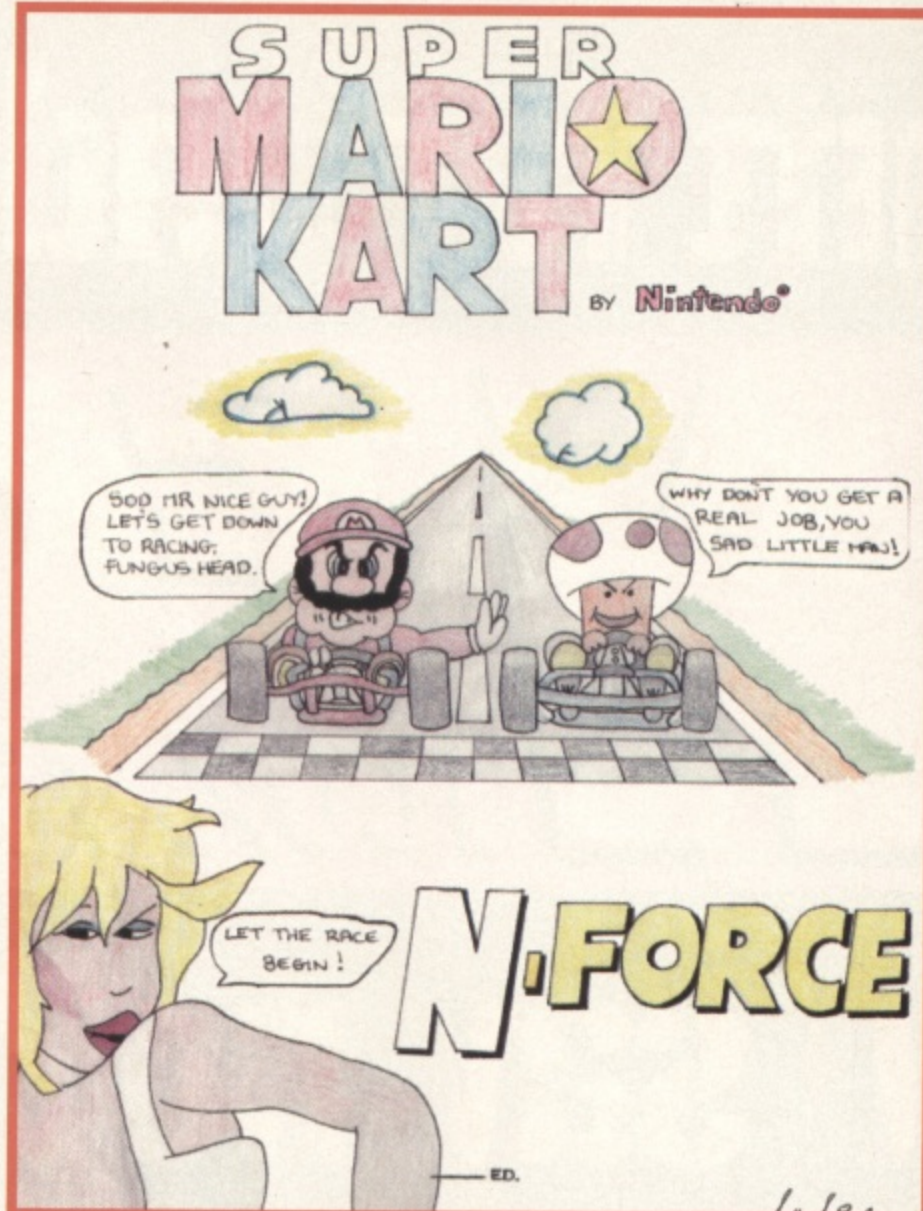 SUPER
MARIO
KART
BY Nintendo®
SOD MR NICE GUY!
LET'S GET DOWN
TO RACING,
FUNGUS HEAD.
WHY DON'T YOU GET A
REAL JOB, YOU
SAD LITTLE MAN!
M
LET THE RACE
BEGIN!
N-FORCE
ED.